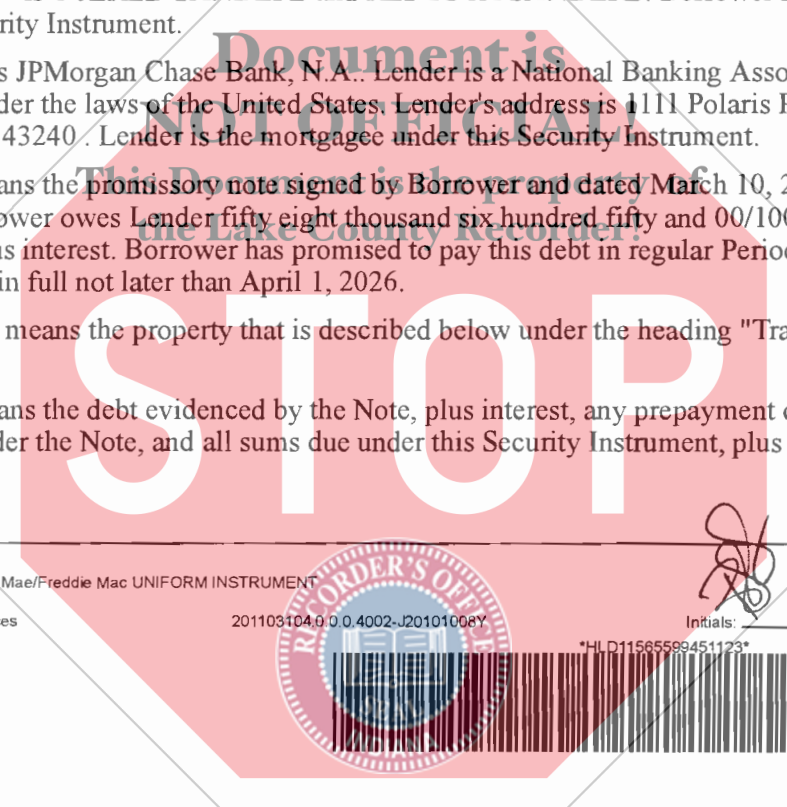 rity Instrument.
Document is
s JPMorgan Chase Bank, N.A.. Lender is a National Banking Asso
der the laws of the United States. Lender's address is 1111 Polaris P
NOT OFFICIAL!
43240 . Lender is the mortgagee under this Security Instrument.
This Document is the property of
ans the promissory note signed by Borrower and dated March 10, 2
ower owes Lender fifty eight thousand six hundred fifty and 00/100
the Lake County Recorder!
us interest. Borrower has promised to pay this debt in regular Period
in full not later than April 1, 2026.
means the property that is described below under the heading "Tra
STOP
ans the debt evidenced by the Note, plus interest, any prepayment c
der the Note, and all sums due under this Security Instrument, plus
Mae/Freddie Mac UNIFORM INSTRUMENT
RECORDER'S OFFICE
ces
201103104.0.0.0.4002-J20101008Y
Initials:
*HLD11565599451123*
SEAL
INDIANA